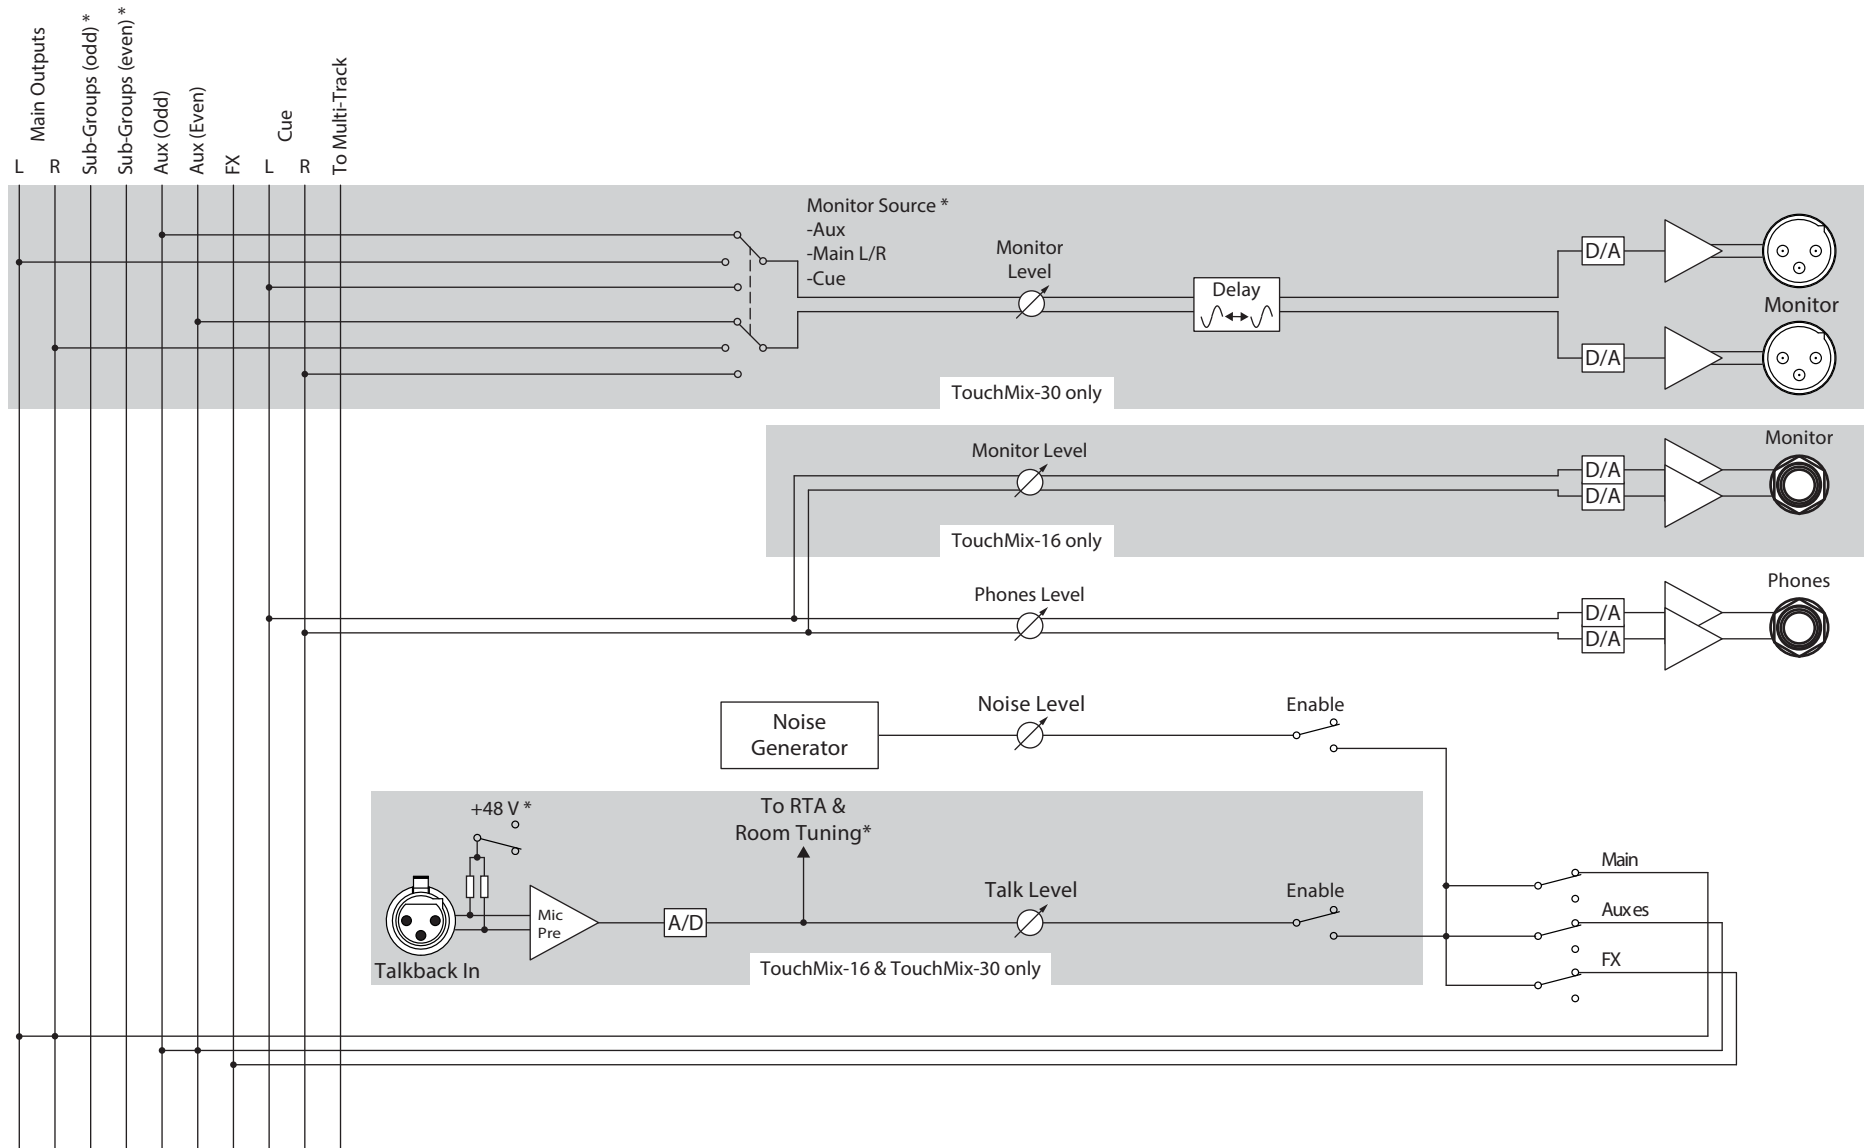 Main Outputs
Sub-Groups (odd) *
Sub-Groups (even) *
Aux (Odd)
Aux (Even)
FX
Cue
To Multi-Track
L
R
L
R
Monitor Source *
-Aux
-Main L/R
-Cue
Monitor
Level
Delay
D/A
Monitor
D/A
TouchMix-30 only
Monitor Level
Monitor
D/A
D/A
TouchMix-16 only
Phones Level
Phones
D/A
D/A
Noise
Generator
Noise Level
Enable
+48 V *
To RTA &
Room Tuning*
Mic
Pre
A/D
Talk Level
Enable
Talkback In
TouchMix-16 & TouchMix-30 only
Main
Auxes
FX